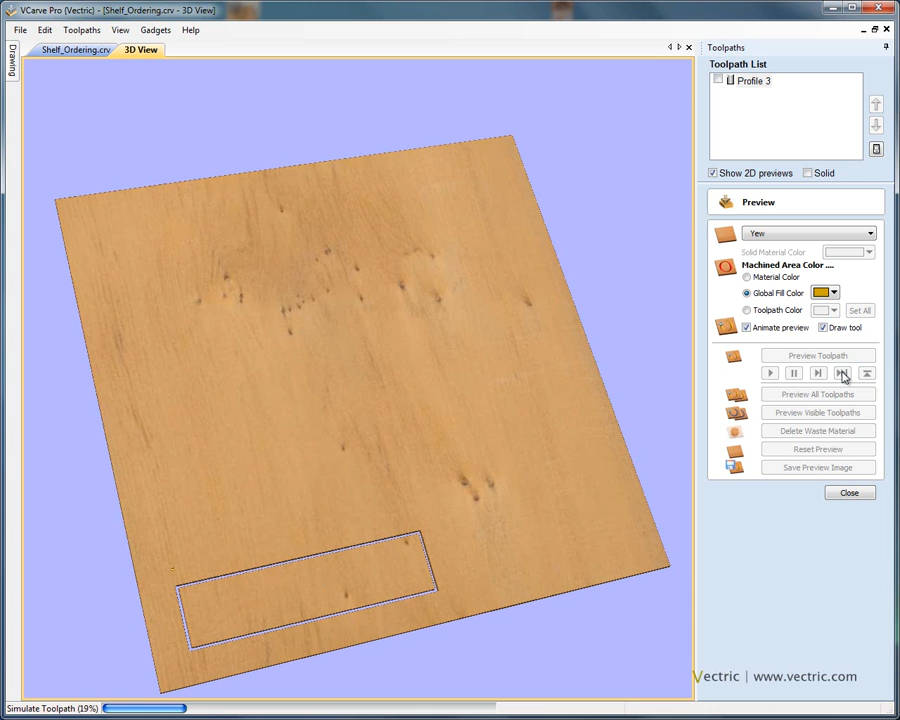 VCarve Pro (Vectric) - [Shelf_Ordering.crv - 3D View]
File Edit Toolpaths View Gadgets Help
Drawing
Shelf_Ordering.crv 3D View
Toolpaths
Toolpath List
Profile 3
Show 2D previews Solid
Preview
Yew
Solid Material Color
Machined Area Color ....
Material Color
Global Fill Color
Toolpath Color Set All
Animate preview Draw tool
Preview Toolpath
Preview All Toolpaths
Preview Visible Toolpaths
Delete Waste Material
Reset Preview
Save Preview Image
Close
Vectric | www.vectric.com
Simulate Toolpath (19%)